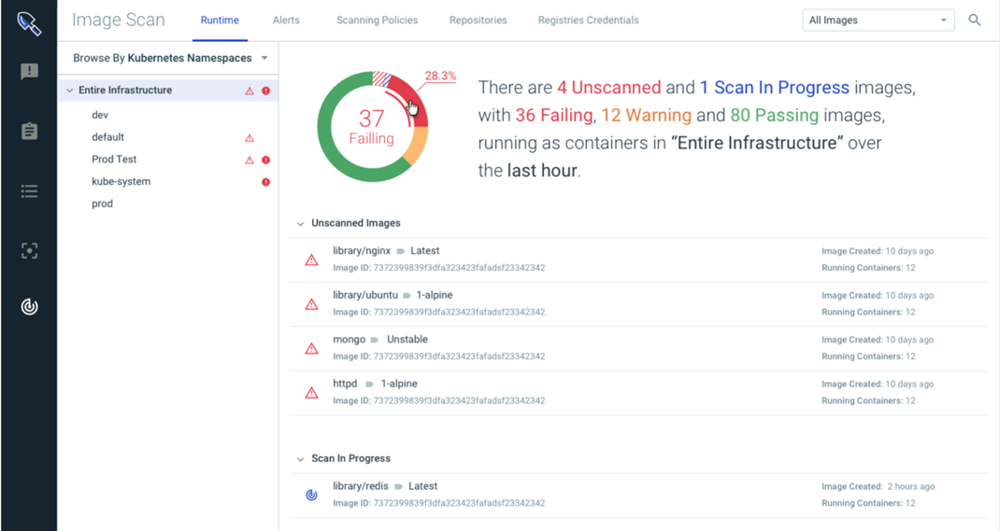 Image Scan
Runtime
Alerts
Scanning Policies
Repositories
Registries Credentials
All Images
Browse By Kubernetes Namespaces
Entire Infrastructure
dev
default
Prod Test
kube-system
prod
28.3%
37
Failling
There are 4 Unscanned and 1 Scan In Progress images,
with 36 Failing, 12 Warning and 80 Passing images,
running as containers in “Entire Infrastructure” over
the last hour.
Unscanned Images
library/nginx Latest
Image ID: 7372399839f3dfa323423fafadsf23342342
Image Created: 10 days ago
Running Containers: 12
library/ubuntu 1-alpine
Image ID: 7372399839f3dfa323423fafadsf23342342
Image Created: 10 days ago
Running Containers: 12
mongo Unstable
Image ID: 7372399839f3dfa323423fafadsf23342342
Image Created: 10 days ago
Running Containers: 12
httpd 1-alpine
Image ID: 7372399839f3dfa323423fafadsf23342342
Image Created: 10 days ago
Running Containers: 12
Scan In Progress
library/redis Latest
Image ID: 7372399839f3dfa323423fafadsf23342342
Image Created: 2 hours ago
Running Containers: 12